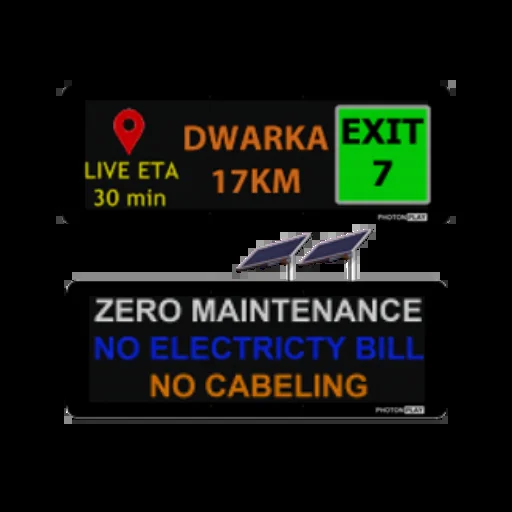 DWARKA
17KM
LIVE ETA
30 min
EXIT
7
PHOTONPLAY
ZERO MAINTENANCE
NO ELECTRICTY BILL
NO CABELING
PHOTONPLAY